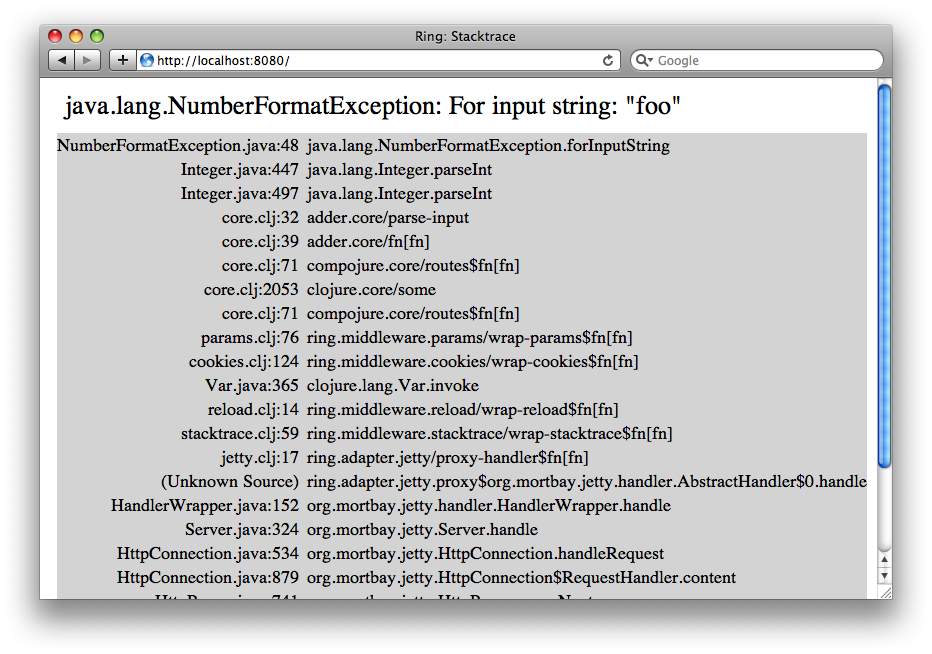 Ring: Stacktrace
http://localhost:8080/
Google
java.lang.NumberFormatException: For input string: "foo"
NumberFormatException.java:48 java.lang.NumberFormatException.forInputString
Integer.java:447 java.lang.Integer.parseInt
Integer.java:497 java.lang.Integer.parseInt
core.clj:32 adder.core/parse-input
core.clj:39 adder.core/fn[fn]
core.clj:71 compojure.core/routes$fn[fn]
core.clj:2053 clojure.core/some
core.clj:71 compojure.core/routes$fn[fn]
params.clj:76 ring.middleware.params/wrap-params$fn[fn]
cookies.clj:124 ring.middleware.cookies/wrap-cookies$fn[fn]
Var.java:365 clojure.lang.Var.invoke
reload.clj:14 ring.middleware.reload/wrap-reload$fn[fn]
stacktrace.clj:59 ring.middleware.stacktrace/wrap-stacktrace$fn[fn]
jetty.clj:17 ring.adapter.jetty/proxy-handler$fn[fn]
(Unknown Source) ring.adapter.jetty.proxy$org.mortbay.jetty.handler.AbstractHandler$0.handle
HandlerWrapper.java:152 org.mortbay.jetty.handler.HandlerWrapper.handle
Server.java:324 org.mortbay.jetty.Server.handle
HttpConnection.java:534 org.mortbay.jetty.HttpConnection.handleRequest
HttpConnection.java:879 org.mortbay.jetty.HttpConnection$RequestHandler.content